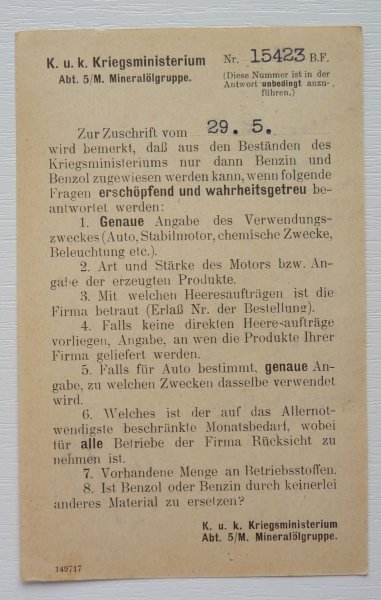 K. u. k. Kriegsministerium
Abt. 5/M. Mineralölgruppe.
Nr. 15423 B.F.
(Diese Nummer ist in der
Antwort unbedingt anzu-
führen.)
Zur Zuschrift vom 29. 5.
wird bemerkt, daß aus den Beständen des
Kriegsministeriums nur dann Benzin und
Benzol zugewiesen werden kann, wenn folgende
Fragen erschöpfend und wahrheitsgetreu be-
antwortet werden:
1. Genaue Angabe des Verwendungs-
zweckes (Auto, Stabilmotor, chemische Zwecke,
Beleuchtung etc.).
2. Art und Stärke des Motors bzw. An-
gabe der erzeugten Produkte.
3. Mit welchen Heeresaufträgen ist die
Firma betraut (Erlaß Nr. der Bestellung).
4. Falls keine direkten Heeresaufträge
vorliegen, Angabe, an wen die Produkte Ihrer
Firma geliefert werden.
5. Falls für Auto bestimmt, genaue An-
gabe, zu welchen Zwecken dasselbe verwendet
wird.
6. Welches ist der auf das Allernot-
wendigste beschränkte Monatsbedarf, wobei
für alle Betriebe der Firma Rücksicht zu
nehmen ist.
7. Vorhandene Menge an Betriebsstoffen.
8. Ist Benzol oder Benzin durch keinerlei
anderes Material zu ersetzen?
K. u. k. Kriegsministerium
Abt. 5/M. Mineralölgruppe.
149717